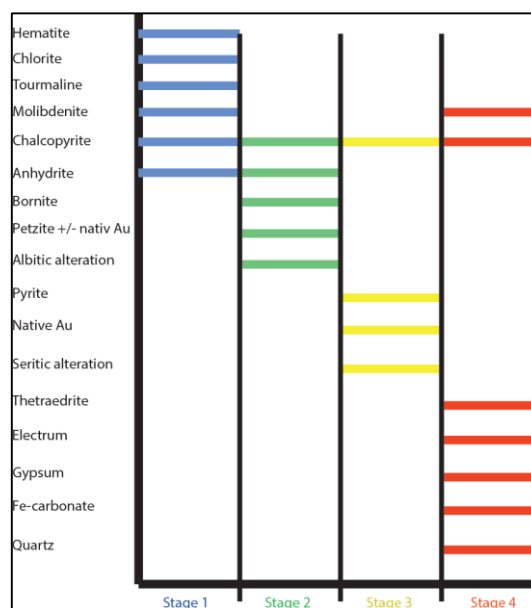 Hematite
Chlorite
Tourmaline
Molibdenite
Chalcopyrite
Anhydrite
Bornite
Petzite +/- nativ Au
Albitic alteration
Pyrite
Native Au
Seritic alteration
Thetraedrite
Electrum
Gypsum
Fe-carbonate
Quartz
Stage 1 Stage 2 Stage 3 Stage 4